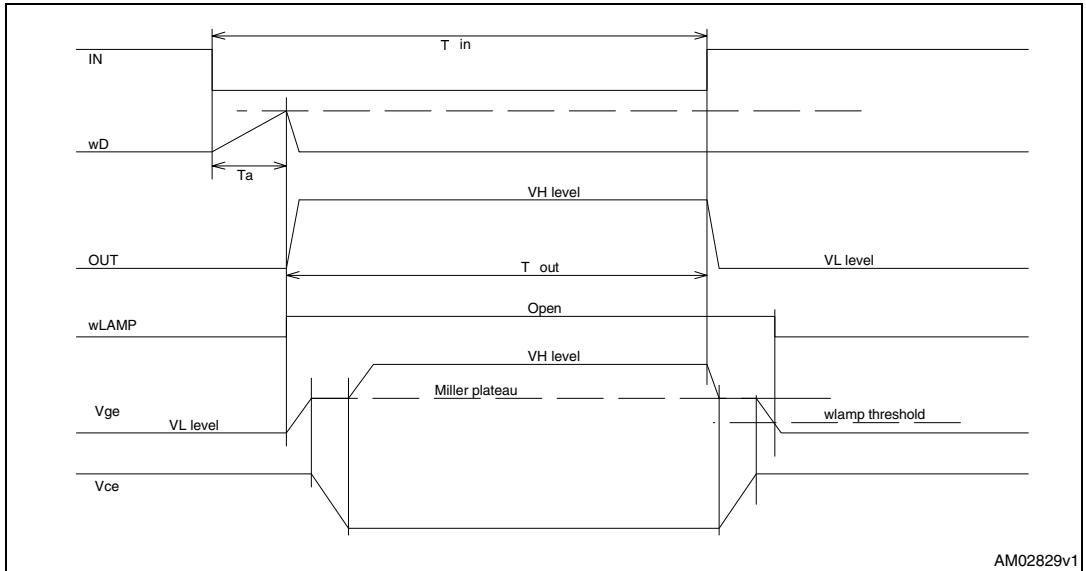 T in
IN
wD
Ta
VH level
OUT
T out
VL level
Open
wLAMP
VH level
Miller plateau
Vge
VL level
wlamp threshold
Vce
AM02829v1